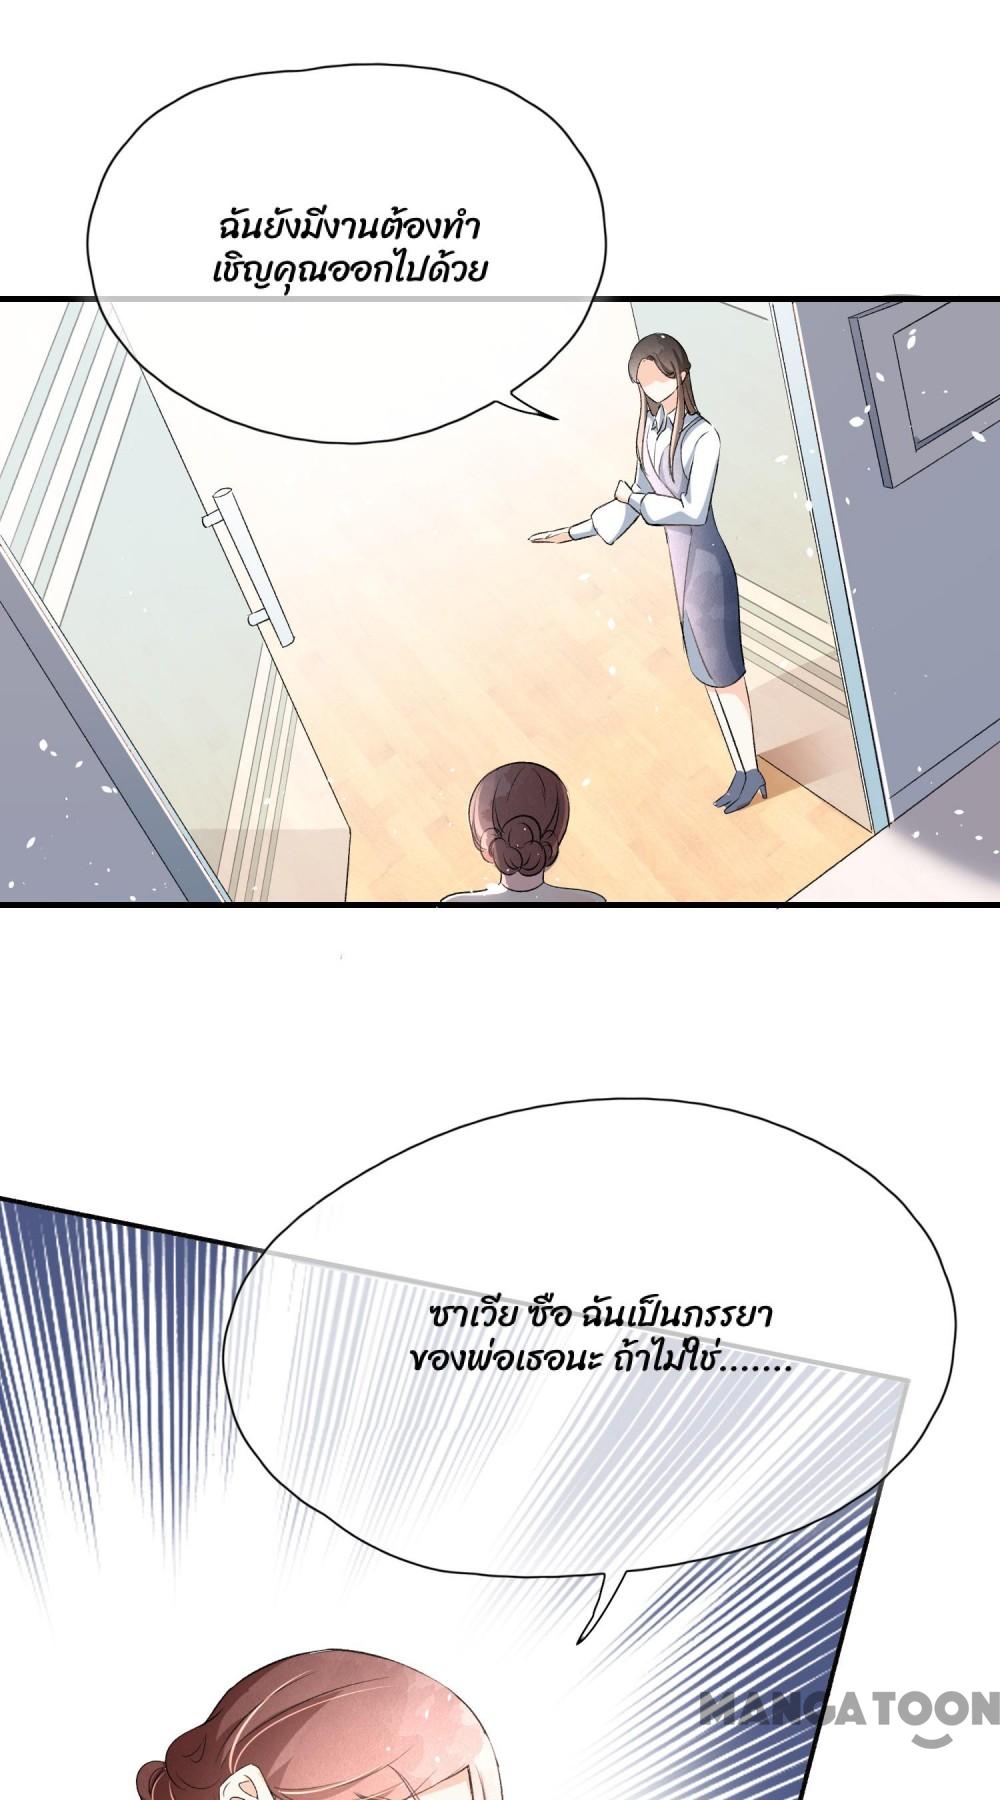 ฉันยังมีงานต้องทำ
เชิญคุณออกไปด้วย
ซาเวีย ซือ ฉันเป็นภรรยา
ของพ่อเธอนะ ถ้าไม่ใช่.......
MANGATOON